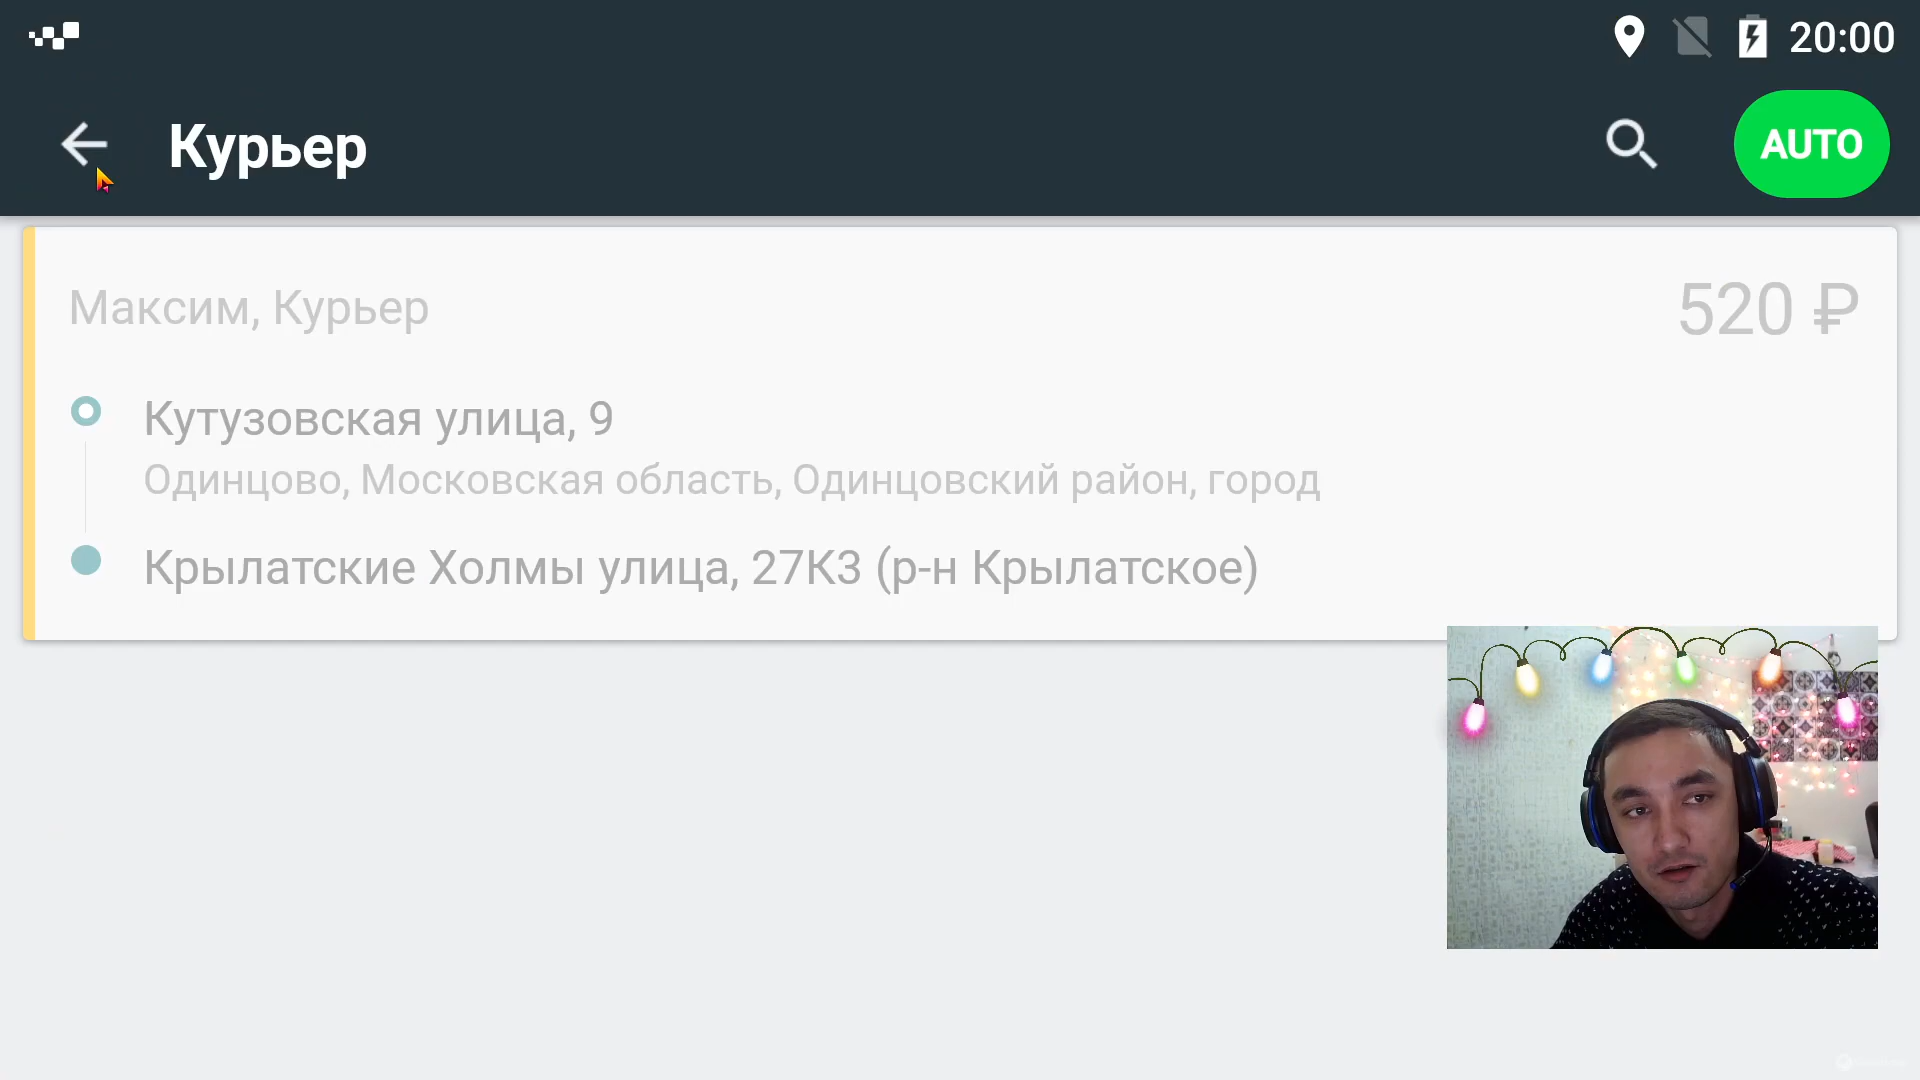 20:00
Курьер
AUTO
Максим, Курьер
520 ₽
Кутузовская улица, 9
Одинцово, Московская область, Одинцовский район, город
Крылатские Холмы улица, 27К3 (р-н Крылатское)